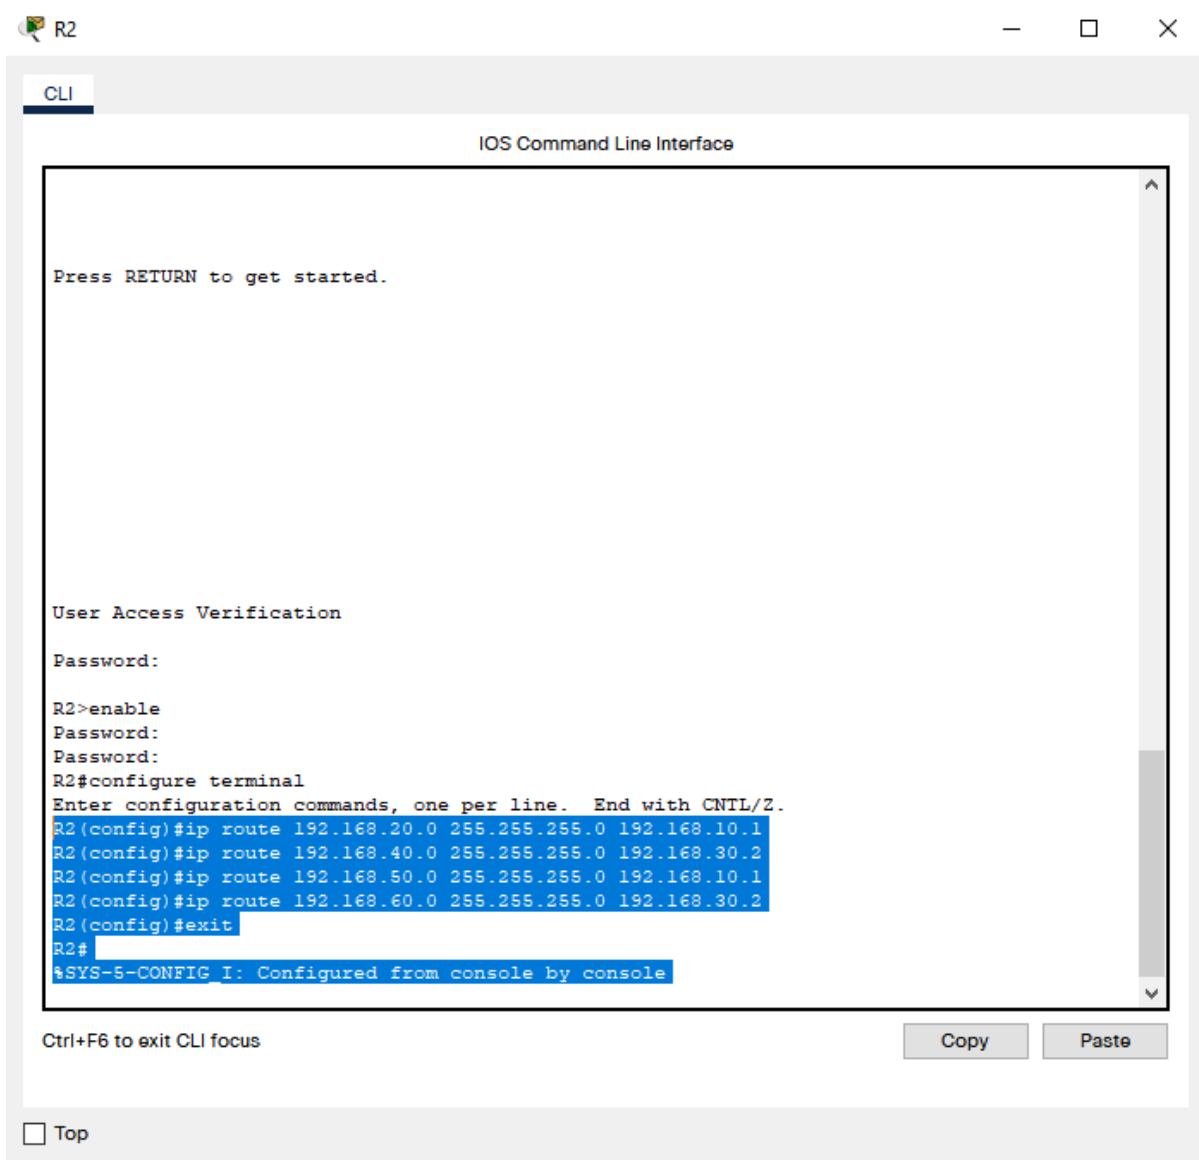 R2
CLI
IOS Command Line Interface
Press RETURN to get started.
User Access Verification
Password:
R2>enable
Password:
Password:
R2#configure terminal
Enter configuration commands, one per line.  End with CNTL/Z.
R2(config)#ip route 192.168.20.0 255.255.255.0 192.168.10.1
R2(config)#ip route 192.168.40.0 255.255.255.0 192.168.30.2
R2(config)#ip route 192.168.50.0 255.255.255.0 192.168.10.1
R2(config)#ip route 192.168.60.0 255.255.255.0 192.168.30.2
R2(config)#exit
R2#
%SYS-5-CONFIG_I: Configured from console by console
Ctrl+F6 to exit CLI focus
Copy
Paste
Top